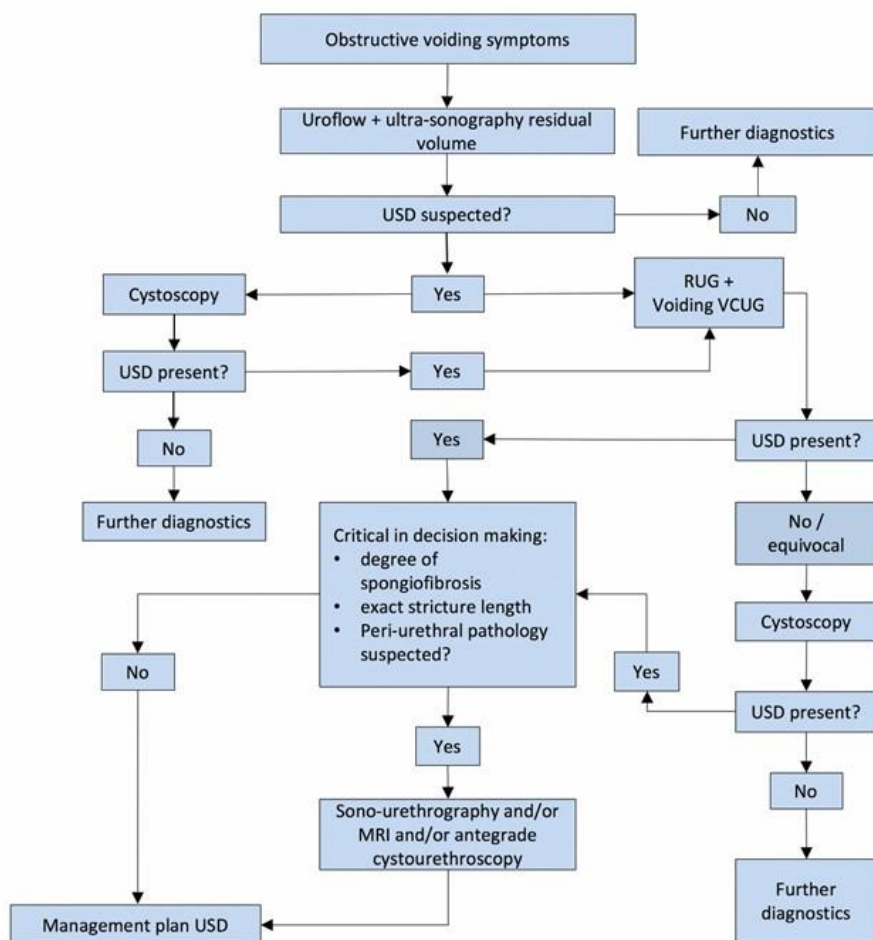 Obstructive voiding symptoms
Uroflow + ultra-sonography residual
volume
Further diagnostics
USD suspected?
No
Cystoscopy
Yes
RUG +
Voiding VCUG
USD present?
Yes
Yes
USD present?
No
Further diagnostics
Critical in decision making:
• degree of
spongiofibrosis
• exact stricture length
• Peri-urethral pathology
suspected?
No /
equivocal
Cystoscopy
No
Yes
USD present?
Yes
No
Sono-urethrography and/or
MRI and/or antegrade
cystourethroscopy
Further
diagnostics
Management plan USD